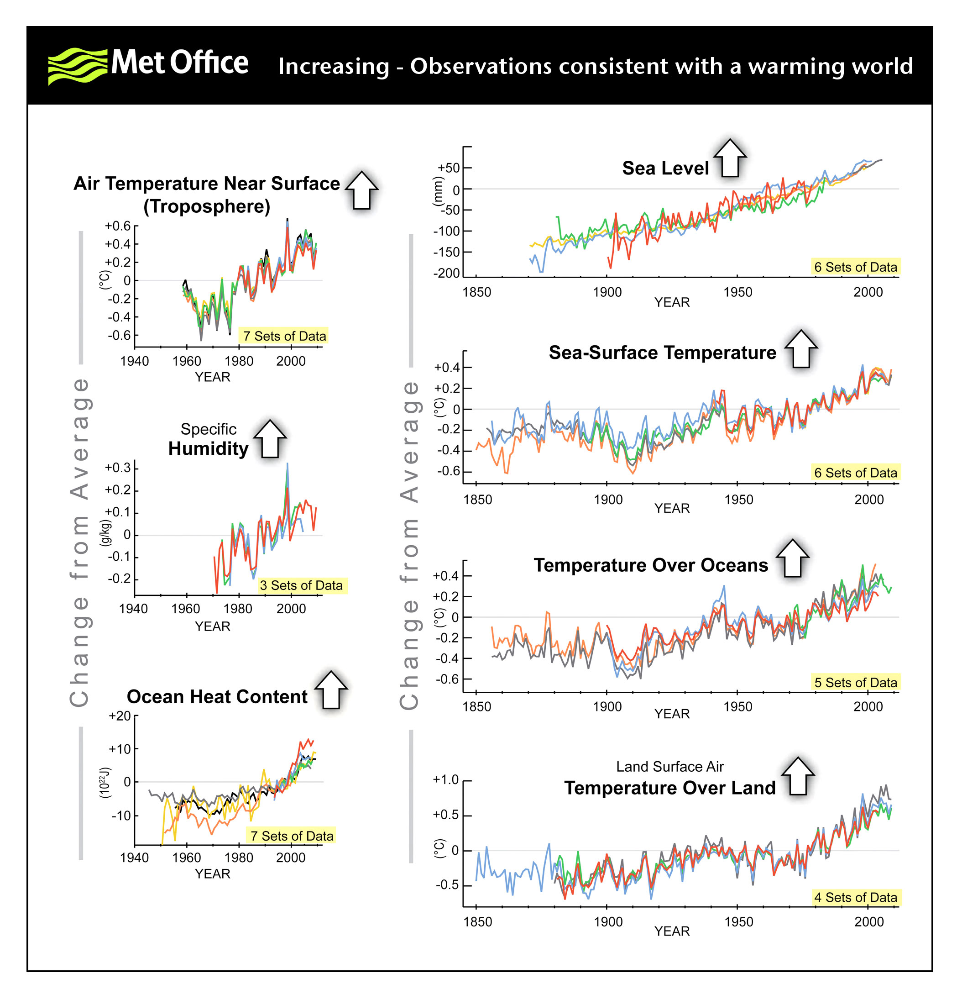 Met Office
Increasing - Observations consistent with a warming world
Change from Average
Air Temperature Near Surface
(Troposphere)
+0.6
+0.4
+0.2
0
-0.2
-0.4
-0.6
(°C)
7 Sets of Data
1940 1960 1980 2000
YEAR
Specific
Humidity
+0.3
+0.2
+0.1
0
-0.1
-0.2
(g/kg)
3 Sets of Data
1940 1960 1980 2000
YEAR
Ocean Heat Content
+20
+10
0
-10
(10²²J)
7 Sets of Data
1940 1960 1980 2000
YEAR
Change from Average
Sea Level
+50
0
-50
-100
-150
-200
(mm)
6 Sets of Data
1850 1900 1950 2000
YEAR
Sea-Surface Temperature
+0.4
+0.2
0
-0.2
-0.4
-0.6
(°C)
6 Sets of Data
1850 1900 1950 2000
YEAR
Temperature Over Oceans
+0.4
+0.2
0
-0.2
-0.4
-0.6
(°C)
5 Sets of Data
1850 1900 1950 2000
YEAR
Land Surface Air
Temperature Over Land
+1.0
+0.5
0
-0.5
(°C)
4 Sets of Data
1850 1900 1950 2000
YEAR